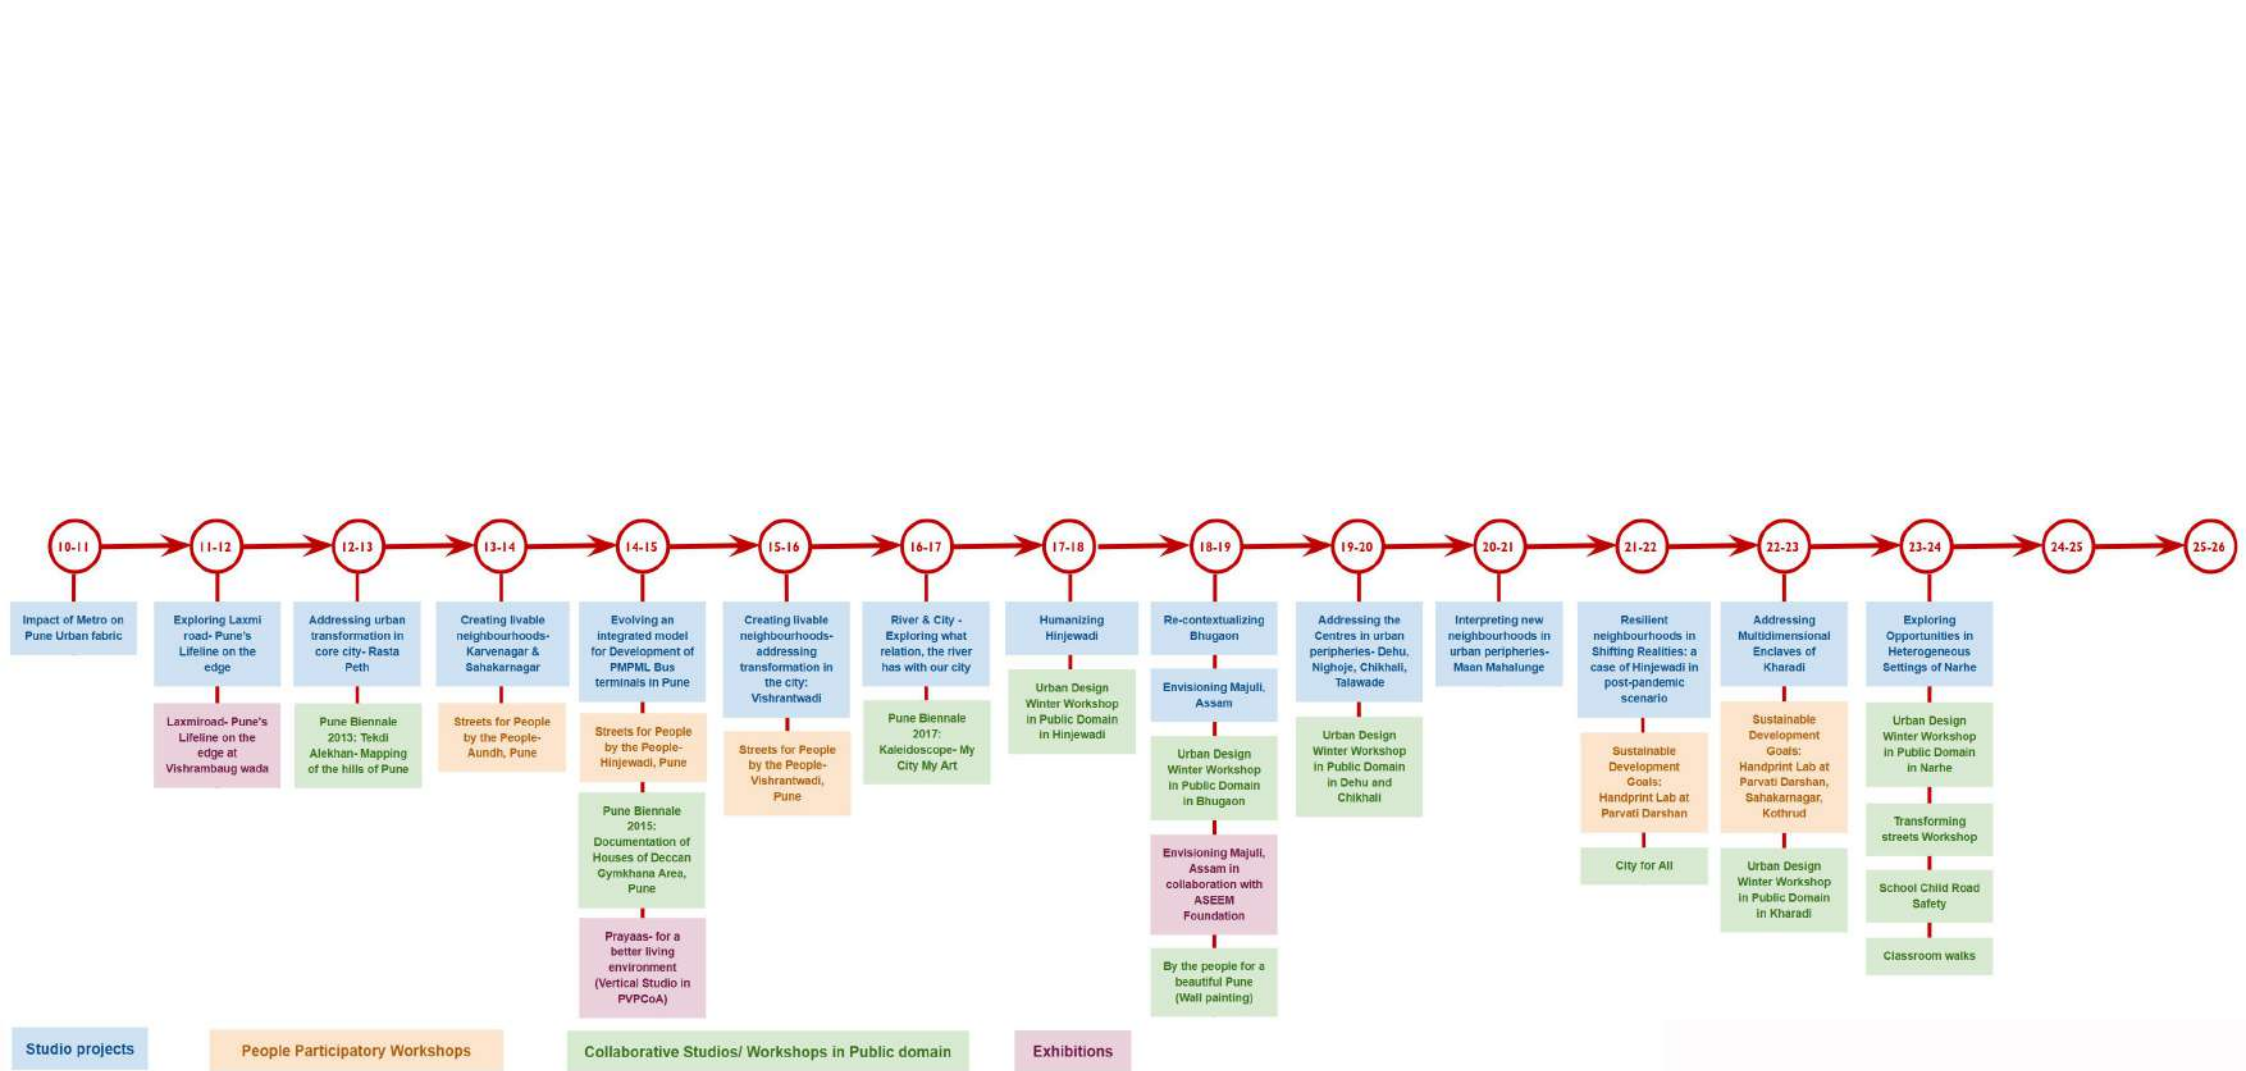 10-11
11-12
12-13
13-14
14-15
15-16
16-17
17-18
18-19
19-20
20-21
21-22
22-23
23-24
24-25
25-26
Impact of Metro on
Pune Urban fabric
Exploring Laxmi
road- Pune's
Lifeline on the
edge
Laxmiroad- Pune's
Lifeline on the
edge at
Vishrambaug wada
Addressing urban
transformation in
core city- Rasta
Peth
Pune Biennale
2013: Tekdi
Alekhan- Mapping
of the hills of Pune
Creating livable
neighbourhoods-
Karvenagar &
Sahakarnagar
Streets for People
by the People-
Aundh, Pune
Evolving an
integrated model
for Development of
PMPML Bus
terminals in Pune
Streets for People
by the People-
Hinjewadi, Pune
Pune Biennale
2015:
Documentation of
Houses of Deccan
Gymkhana Area,
Pune
Prayaas- for a
better living
environment
(Vertical Studio in
PVPCoA)
Creating livable
neighbourhoods-
addressing
transformation in
the city:
Vishrantwadi
Streets for People
by the People-
Vishrantwadi,
Pune
River & City -
Exploring what
relation, the river
has with our city
Pune Biennale
2017:
Kaleidoscope- My
City My Art
Humanizing
Hinjewadi
Urban Design
Winter Workshop
in Public Domain
in Hinjewadi
Re-contextualizing
Bhugaon
Envisioning Majuli,
Assam
Urban Design
Winter Workshop
in Public Domain
in Bhugaon
Envisioning Majuli,
Assam in
collaboration with
ASEEM
Foundation
By the people for a
beautiful Pune
(Wall painting)
Addressing the
Centres in urban
peripheries- Dehu,
Nighoje, Chikhali,
Talawade
Urban Design
Winter Workshop
in Public Domain
in Dehu and
Chikhali
Interpreting new
neighbourhoods in
urban peripheries-
Maan Mahalunge
Resilient
neighbourhoods in
Shifting Realities: a
case of Hinjewadi in
post-pandemic
scenario
Sustainable
Development
Goals:
Handprint Lab at
Parvati Darshan
City for All
Addressing
Multidimensional
Enclaves of
Kharadi
Sustainable
Development
Goals:
Handprint Lab at
Parvati Darshan,
Sahakarnagar,
Kothrud
Urban Design
Winter Workshop
in Public Domain
in Kharadi
Exploring
Opportunities in
Heterogeneous
Settings of Narhe
Urban Design
Winter Workshop
in Public Domain
in Narhe
Transforming
streets Workshop
School Child Road
Safety
Classroom walks
Studio projects
People Participatory Workshops
Collaborative Studios/ Workshops in Public domain
Exhibitions